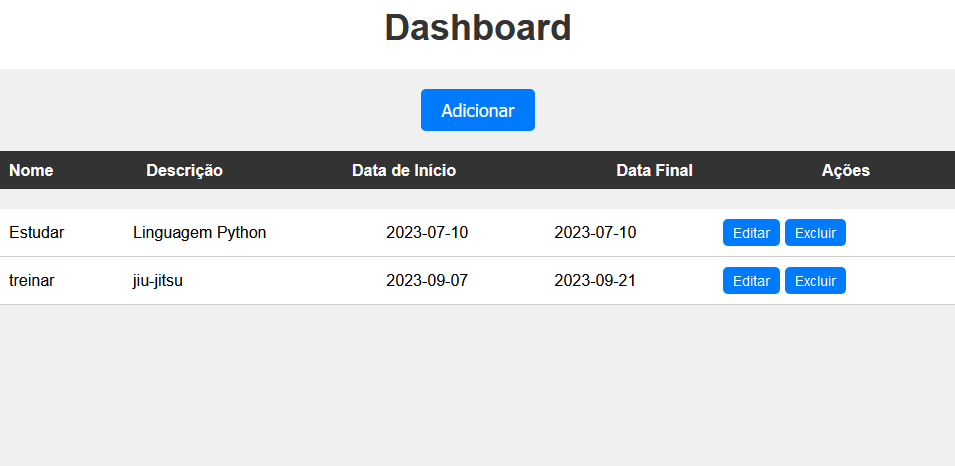 Dashboard
Adicionar
Nome Descrição Data de Início Data Final Ações
Estudar Linguagem Python 2023-07-10 2023-07-10 Editar Excluir
treinar jiu-jitsu 2023-09-07 2023-09-21 Editar Excluir